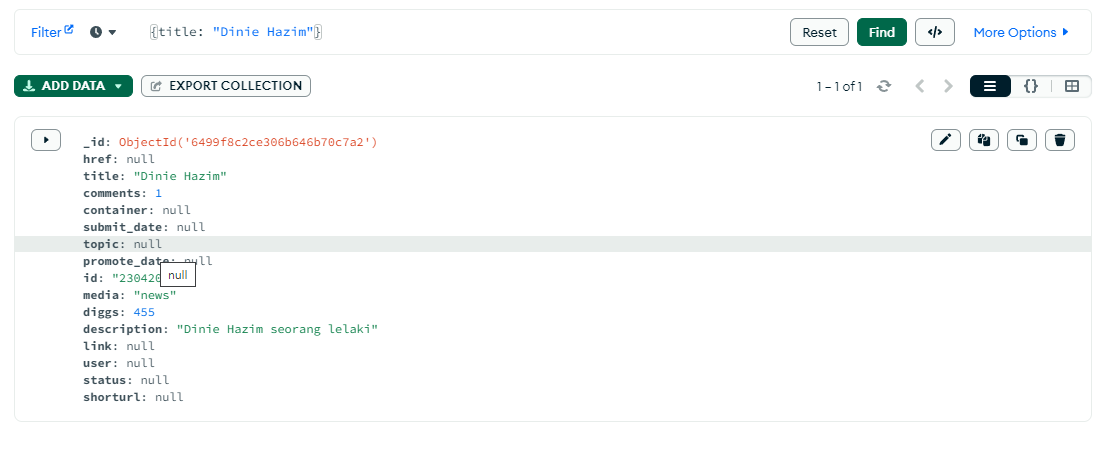 Filter {title: "Dinie Hazim"} Reset Find </> More Options
ADD DATA EXPORT COLLECTION 1 – 1 of 1 {}
_id: ObjectId('6499f8c2ce306b646b70c7a2')
href: null
title: "Dinie Hazim"
comments: 1
container: null
submit_date: null
topic: null
promote_date: null
id: "230420
null
media: "news"
diggs: 455
description: "Dinie Hazim seorang lelaki"
link: null
user: null
status: null
shorturl: null